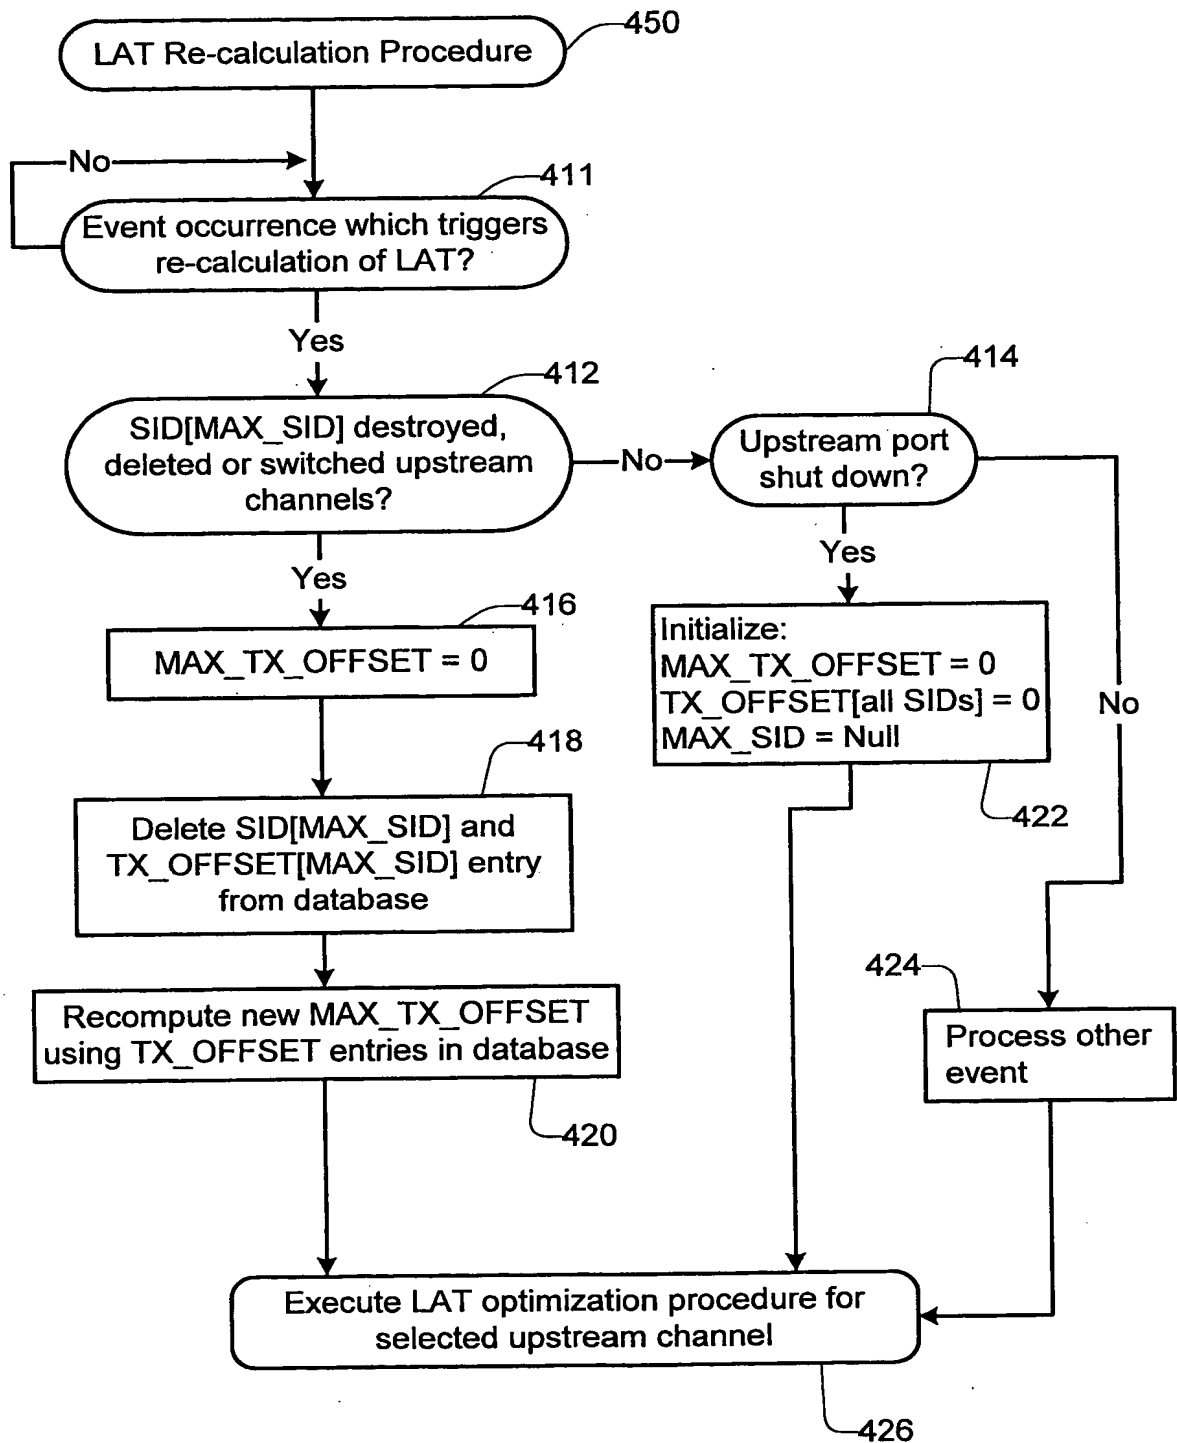 450
LAT Re-calculation Procedure
No
411
Event occurrence which triggers
re-calculation of LAT?
Yes
412
SID[MAX_SID] destroyed,
deleted or switched upstream
channels?
No
414
Upstream port
shut down?
Yes
Yes
416
MAX_TX_OFFSET = 0
Initialize:
MAX_TX_OFFSET = 0
TX_OFFSET[all SIDs] = 0
MAX_SID = Null
No
418
422
Delete SID[MAX_SID] and
TX_OFFSET[MAX_SID] entry
from database
424
Recompute new MAX_TX_OFFSET
using TX_OFFSET entries in database
Process other
event
420
Execute LAT optimization procedure for
selected upstream channel
426